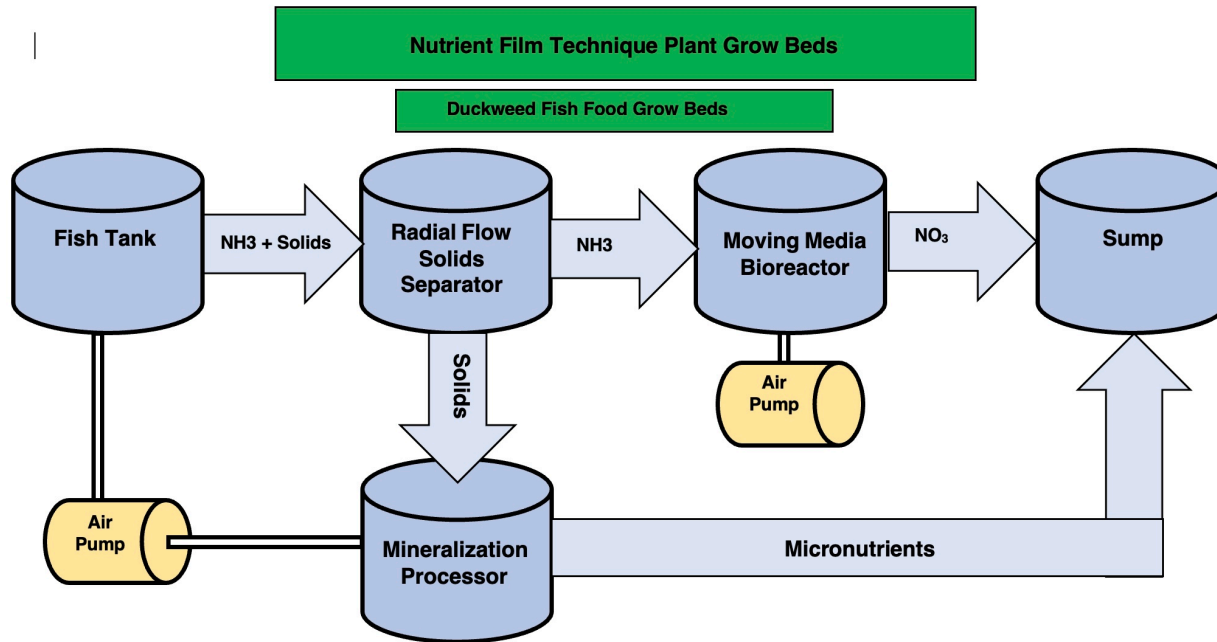 Nutrient Film Technique Plant Grow Beds
Duckweed Fish Food Grow Beds
Fish Tank
NH3 + Solids
Radial Flow
Solids
Separator
NH3
Moving Media
Bioreactor
NO₃
Sump
Solids
Air
Pump
Air
Pump
Mineralization
Processor
Micronutrients